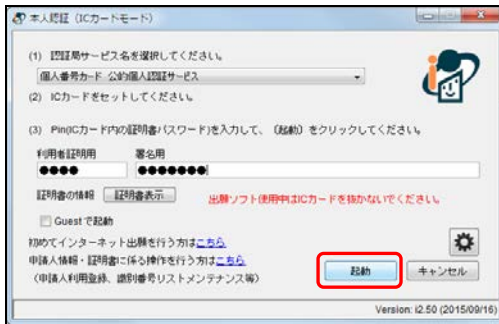 本人認証（ICカードモード）
(1) 認証局サービス名を選択してください。
個人番号カード 公的個人認証サービス
(2) ICカードをセットしてください。
(3) Pin(ICカード内の証明書パスワード)を入力して、（起動）をクリックしてください。
利用者証明用 署名用
●●●● ●●●●●●●
証明書の情報 証明書表示 出願ソフト使用中はICカードを抜かないでください。
Guestで起動
初めてインターネット出願を行う方はこちら
申請人情報・証明書に係る操作を行う方はこちら
（申請人利用登録、識別番号リストメンテナンス等）
起動 キャンセル
Version: i2.50 (2015/09/16)